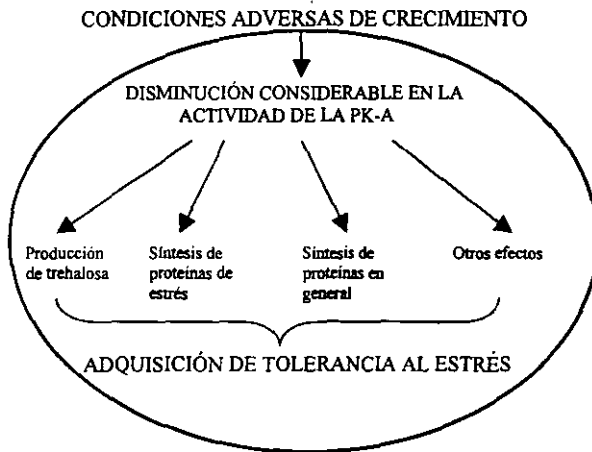 CONDICIONES ADVERSAS DE CRECIMIENTO
DISMINUCIÓN CONSIDERABLE EN LA
ACTIVIDAD DE LA PK-A
Producción
de trehalosa
Síntesis de
proteínas de
estrés
Síntesis de
proteínas en
general
Otros efectos
ADQUISICIÓN DE TOLERANCIA AL ESTRÉS